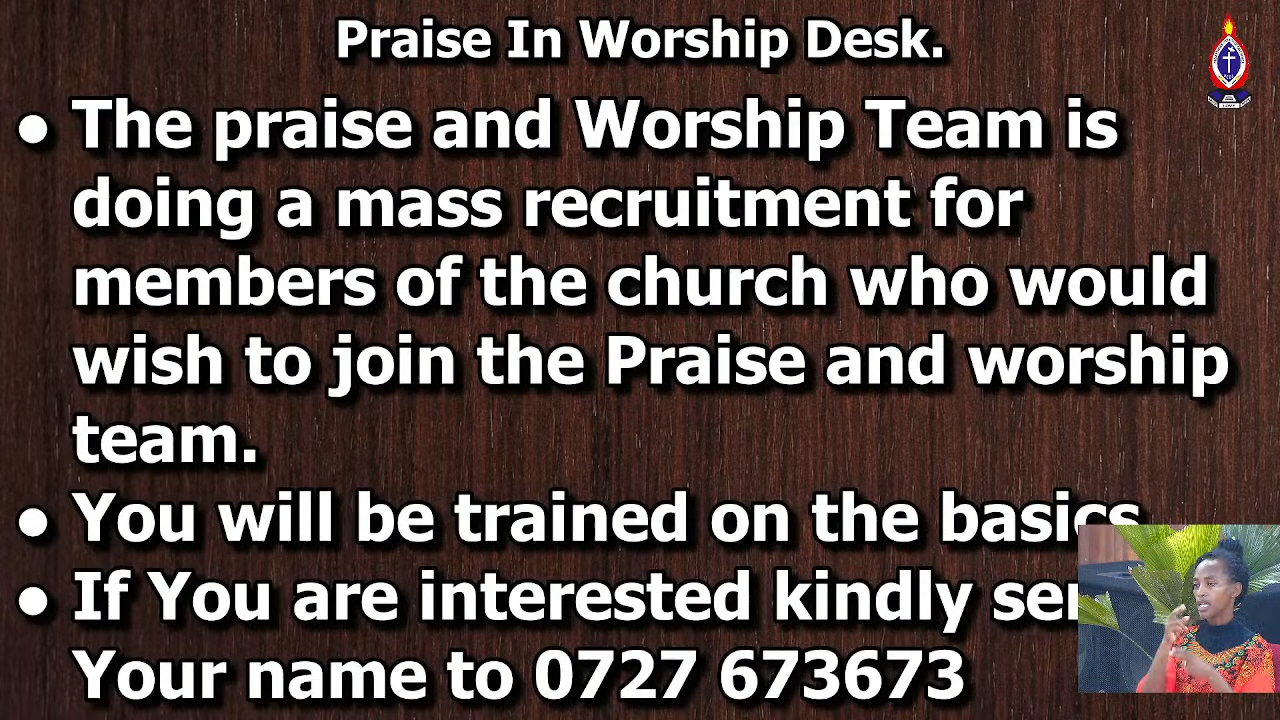 Praise In Worship Desk.
● The praise and Worship Team is
doing a mass recruitment for
members of the church who would
wish to join the Praise and worship
team.
● You will be trained on the basics
● If You are interested kindly
Your name to 0727 673673